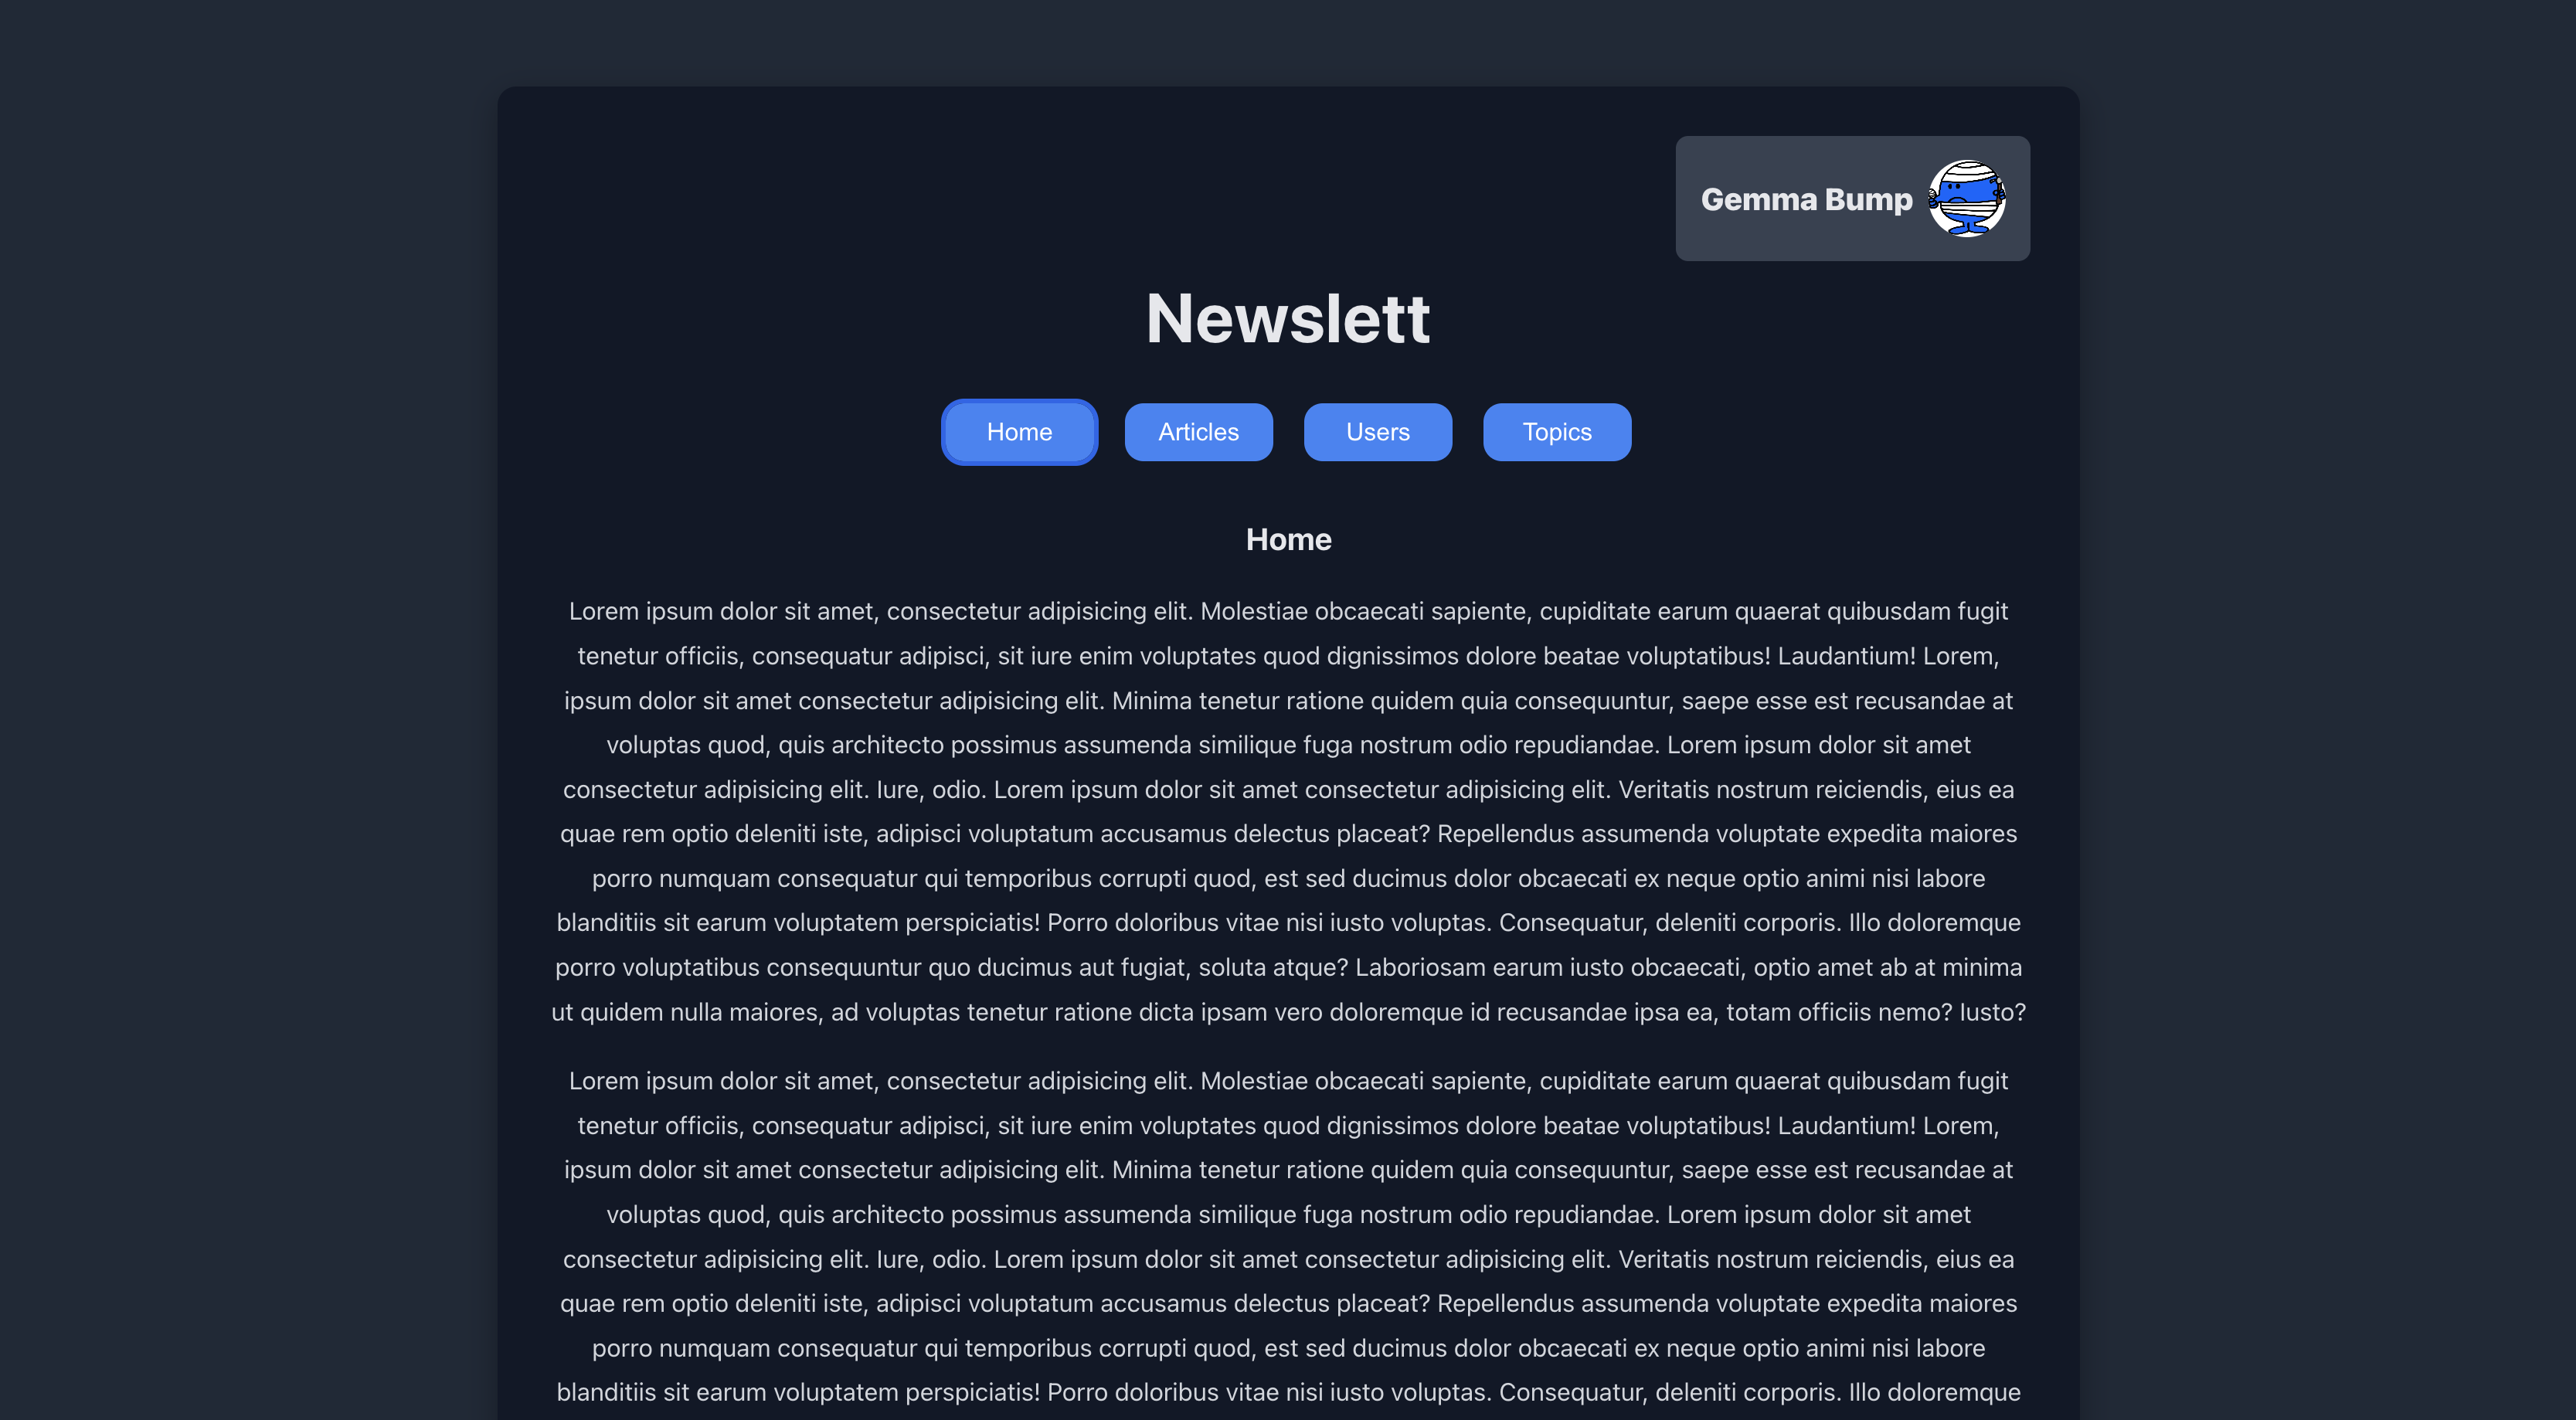 Gemma Bump
Newslett
Home
Articles
Users
Topics
Home
Lorem ipsum dolor sit amet, consectetur adipisicing elit. Molestiae obcaecati sapiente, cupiditate earum quaerat quibusdam fugit
tenetur officiis, consequatur adipisci, sit iure enim voluptates quod dignissimos dolore beatae voluptatibus! Laudantium! Lorem,
ipsum dolor sit amet consectetur adipisicing elit. Minima tenetur ratione quidem quia consequuntur, saepe esse est recusandae at
voluptas quod, quis architecto possimus assumenda similique fuga nostrum odio repudiandae. Lorem ipsum dolor sit amet
consectetur adipisicing elit. Iure, odio. Lorem ipsum dolor sit amet consectetur adipisicing elit. Veritatis nostrum reiciendis, eius ea
quae rem optio deleniti iste, adipisci voluptatum accusamus delectus placeat? Repellendus assumenda voluptate expedita maiores
porro numquam consequatur qui temporibus corrupti quod, est sed ducimus dolor obcaecati ex neque optio animi nisi labore
blanditiis sit earum voluptatem perspiciatis! Porro doloribus vitae nisi iusto voluptas. Consequatur, deleniti corporis. Illo doloremque
porro voluptatibus consequuntur quo ducimus aut fugiat, soluta atque? Laboriosam earum iusto obcaecati, optio amet ab at minima
ut quidem nulla maiores, ad voluptas tenetur ratione dicta ipsam vero doloremque id recusandae ipsa ea, totam officiis nemo? Iusto?
Lorem ipsum dolor sit amet, consectetur adipisicing elit. Molestiae obcaecati sapiente, cupiditate earum quaerat quibusdam fugit
tenetur officiis, consequatur adipisci, sit iure enim voluptates quod dignissimos dolore beatae voluptatibus! Laudantium! Lorem,
ipsum dolor sit amet consectetur adipisicing elit. Minima tenetur ratione quidem quia consequuntur, saepe esse est recusandae at
voluptas quod, quis architecto possimus assumenda similique fuga nostrum odio repudiandae. Lorem ipsum dolor sit amet
consectetur adipisicing elit. Iure, odio. Lorem ipsum dolor sit amet consectetur adipisicing elit. Veritatis nostrum reiciendis, eius ea
quae rem optio deleniti iste, adipisci voluptatum accusamus delectus placeat? Repellendus assumenda voluptate expedita maiores
porro numquam consequatur qui temporibus corrupti quod, est sed ducimus dolor obcaecati ex neque optio animi nisi labore
blanditiis sit earum voluptatem perspiciatis! Porro doloribus vitae nisi iusto voluptas. Consequatur, deleniti corporis. Illo doloremque